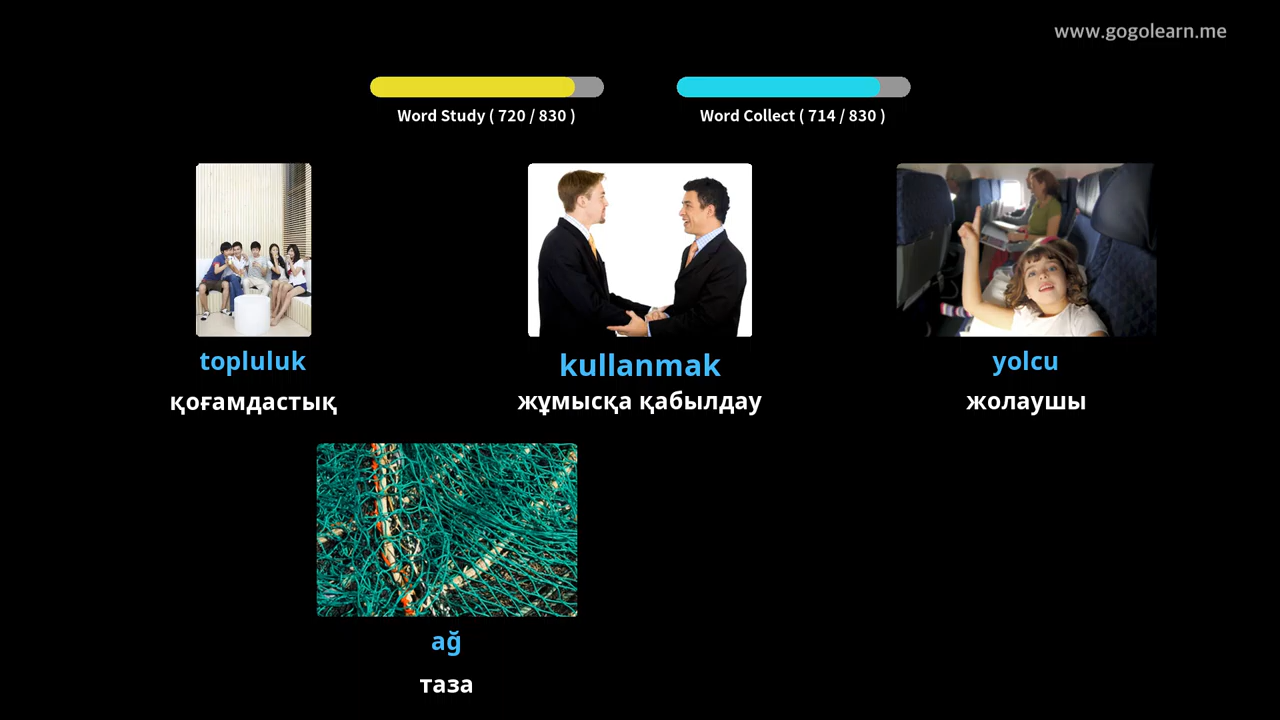 www.gogolearn.me
Word Study ( 720 / 830 )
Word Collect ( 714 / 830 )
topluluk
қоғамдастық
kullanmak
жұмысқа қабылдау
yolcu
жолаушы
ağ
таза